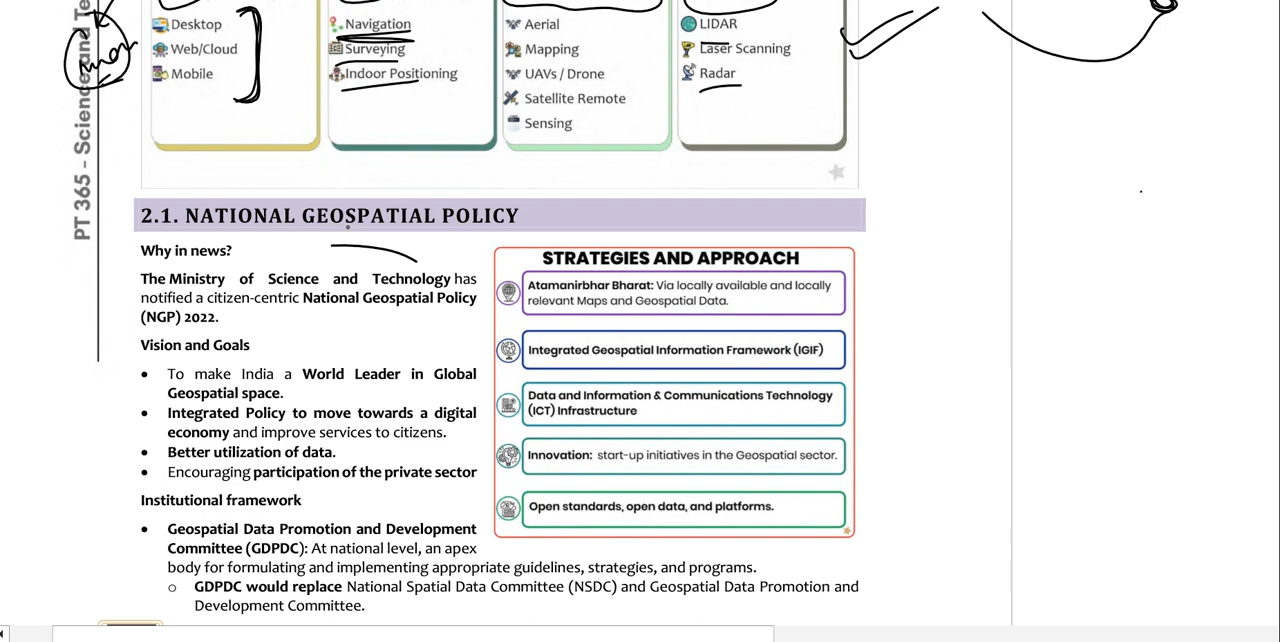 Desktop
Web/Cloud
Mobile
Navigation
Surveying
Indoor Positioning
Aerial
Mapping
UAVs / Drone
Satellite Remote
Sensing
LIDAR
Laser Scanning
Radar
PT 365 - Science and Te
2.1. NATIONAL GEOSPATIAL POLICY
Why in news?
The Ministry of Science and Technology has
notified a citizen-centric National Geospatial Policy
(NGP) 2022.
Vision and Goals
• To make India a World Leader in Global
Geospatial space.
• Integrated Policy to move towards a digital
economy and improve services to citizens.
• Better utilization of data.
• Encouraging participation of the private sector
Institutional framework
• Geospatial Data Promotion and Development
Committee (GDPDC): At national level, an apex
body for formulating and implementing appropriate guidelines, strategies, and programs.
o GDPDC would replace National Spatial Data Committee (NSDC) and Geospatial Data Promotion and
Development Committee.
STRATEGIES AND APPROACH
Atamanirbhar Bharat: Via locally available and locally
relevant Maps and Geospatial Data.
Integrated Geospatial Information Framework (IGIF)
Data and Information & Communications Technology
(ICT) Infrastructure
Innovation: start-up initiatives in the Geospatial sector.
Open standards, open data, and platforms.